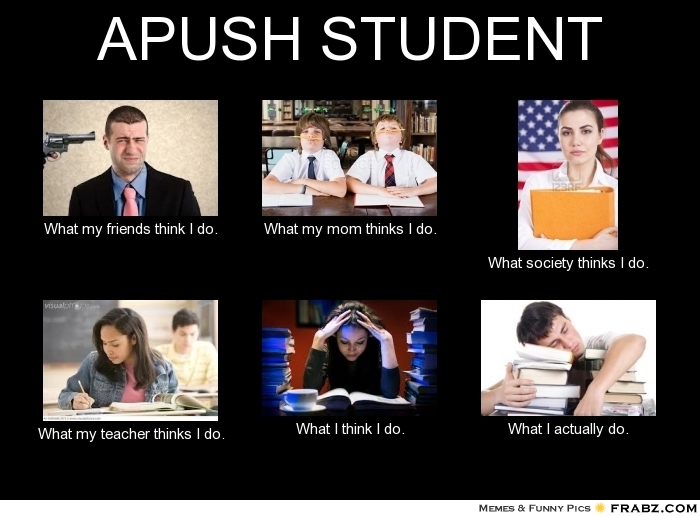 APUSH STUDENT
What my friends think I do.
What my mom thinks I do.
What society thinks I do.
What my teacher thinks I do.
What I think I do.
What I actually do.
MEMES & FUNNY PICS FRABZ.COM